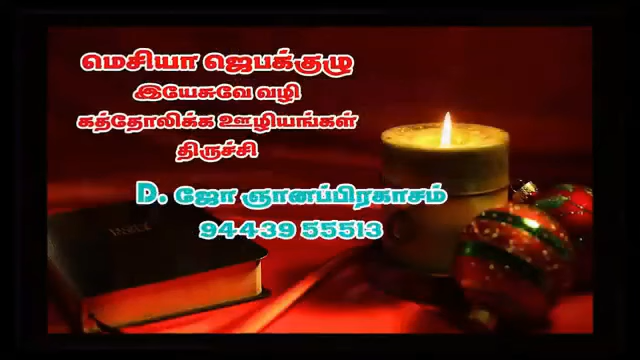 மெசியா ஜெபக்குழு
இயேசுவே வழி
கத்தோலிக்க ஊழியங்கள்
திருச்சி
D. ஜோ ஞானப்பிரகாசம்
94439 55513